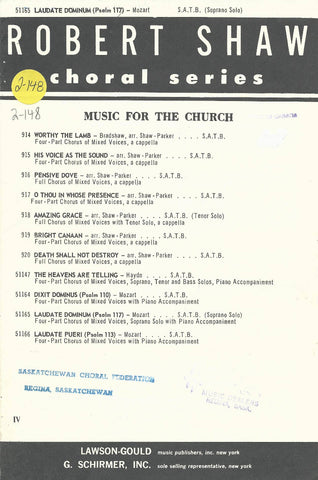 51165 LAUDATE DOMINUM (Psalm 117) – Mozart S.A.T.B. (Soprano Solo)
ROBERT SHAW
choral series
2-148
2-148
MUSIC FOR THE CHURCH
914 WORTHY THE LAMB – Bradshaw, arr. Shaw-Parker . . . . S.A.T.B.
Four-Part Chorus of Mixed Voices, a cappella
915 HIS VOICE AS THE SOUND – arr. Shaw-Parker . . . . S.A.T.B.
Full Chorus of Mixed Voices, a cappella
916 PENSIVE DOVE – arr. Shaw-Parker . . . . S.A.T.B.
Full Chorus of Mixed Voices, a cappella
917 O THOU IN WHOSE PRESENCE – arr. Shaw-Parker . . . . S.A.T.B.
Four-Part Chorus of Mixed Voices, a cappella
918 AMAZING GRACE – arr. Shaw-Parker . . . . S.A.T.B. (Tenor Solo)
Full Chorus of Mixed Voices with Tenor Solo, a cappella
919 BRIGHT CANAAN – arr. Shaw-Parker . . . . S.A.T.B.
Four-Part Chorus of Mixed Voices, a cappella
920 DEATH SHALL NOT DESTROY – arr. Shaw-Parker . . . . S.A.T.B.
Full Chorus of Mixed Voices, a cappella
51147 THE HEAVENS ARE TELLING – Haydn . . . . S.A.T.B.
Four-Part Chorus of Mixed Voices, Soprano, Tenor and Bass Solos, with Piano Accompaniment
51164 DIXIT DOMINUS (Psalm 110) – Mozart . . . . S.A.T.B.
Four-Part Chorus of Mixed Voices with Piano Accompaniment
51165 LAUDATE DOMINUM (Psalm 117) – Mozart . . . . S.A.T.B. (Soprano Solo)
Four-Part Chorus of Mixed Voices, Soprano Solo with Piano Accompaniment
51166 LAUDATE PUERI (Psalm 113) – Mozart . . . . S.A.T.B.
Four-Part Chorus of Mixed Voices with Piano Accompaniment
SASKATCHEWAN CHORAL FEDERATION
REGINA, SASKATCHEWAN
MUSIC DEALERS
REGINA, SASK.
IV
LAWSON-GOULD music publishers, inc. new york
G. SCHIRMER, INC. sole selling representative, new york